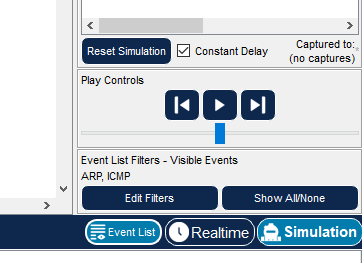 Reset Simulation
Constant Delay
Captured to:
(no captures)
Play Controls
Event List Filters - Visible Events
ARP, ICMP
Edit Filters
Show All/None
Event List
Realtime
Simulation